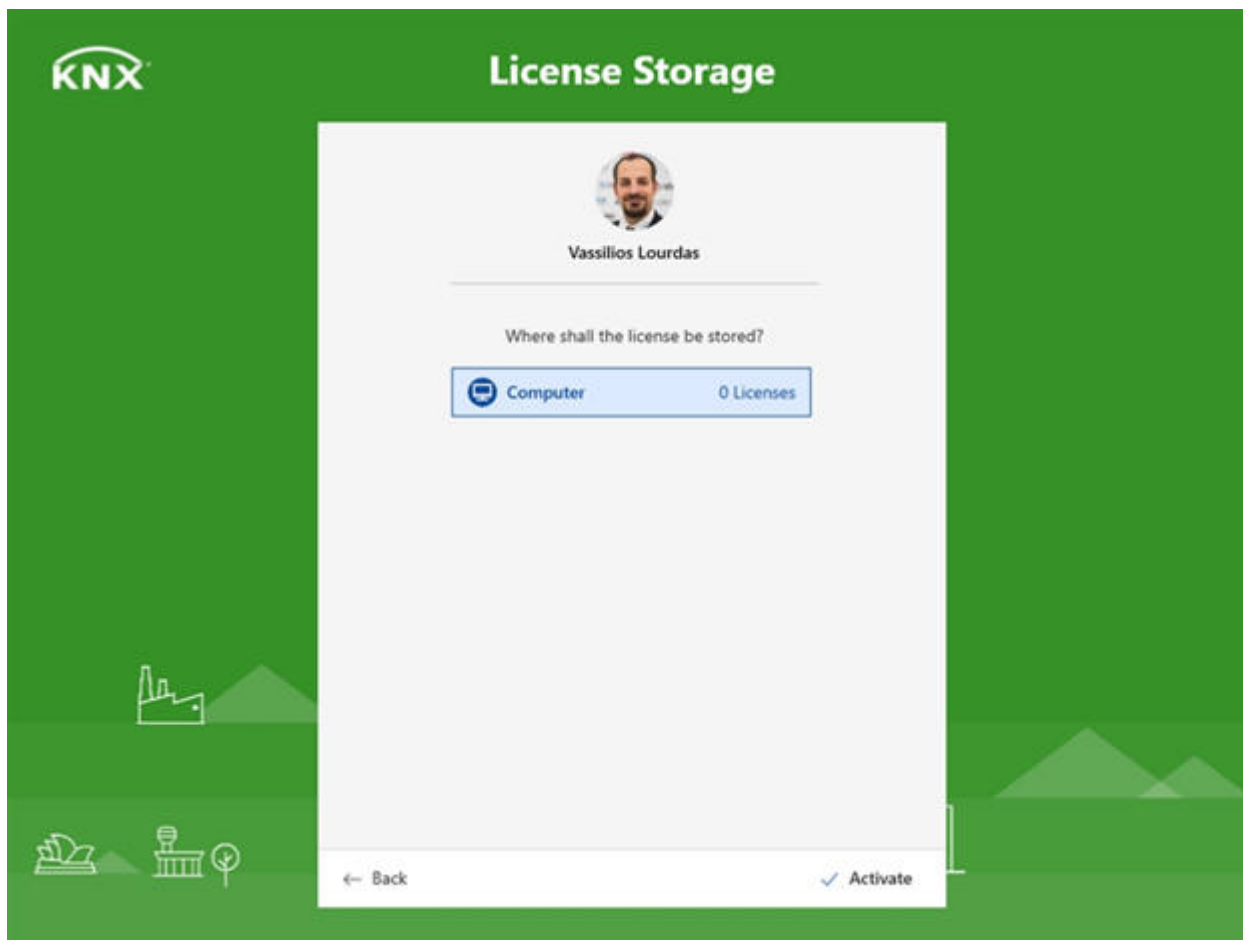 KNX
License Storage
Vassilios Lourdas
Where shall the license be stored?
Computer 0 Licenses
← Back ✓ Activate